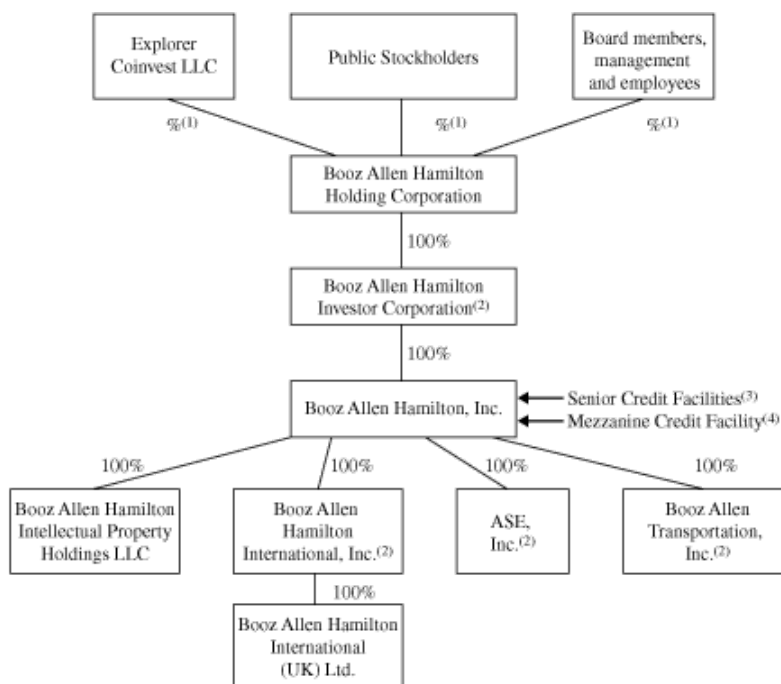 Explorer
Coinvest LLC
Public Stockholders
Board members,
management
and employees
%(1)
%(1)
%(1)
Booz Allen Hamilton
Holding Corporation
100%
Booz Allen Hamilton
Investor Corporation(2)
100%
Booz Allen Hamilton, Inc.
Senior Credit Facilities(3)
Mezzanine Credit Facility(4)
100%
100%
100%
100%
Booz Allen Hamilton
Intellectual Property
Holdings LLC
Booz Allen
Hamilton
International, Inc.(2)
ASE,
Inc.(2)
Booz Allen
Transportation,
Inc.(2)
100%
Booz Allen Hamilton
International
(UK) Ltd.